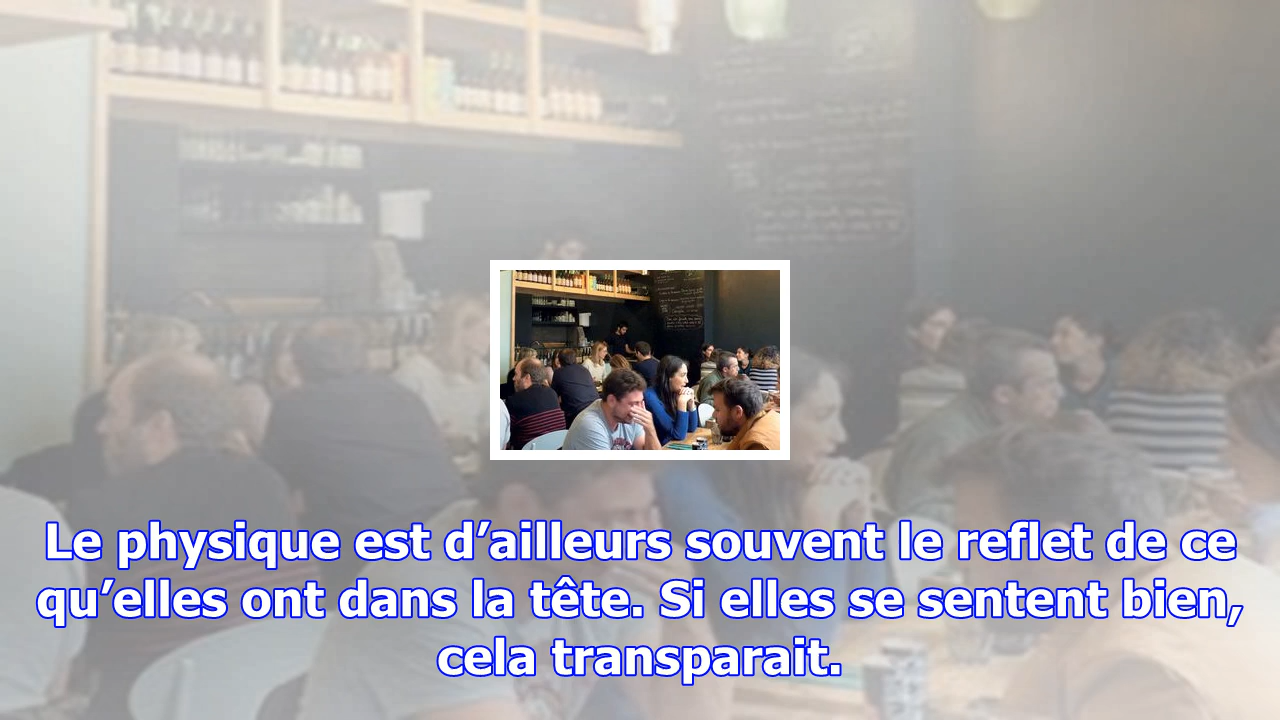 Le physique est d’ailleurs souvent le reflet de ce
qu’elles ont dans la tête. Si elles se sentent bien,
cela transparait.